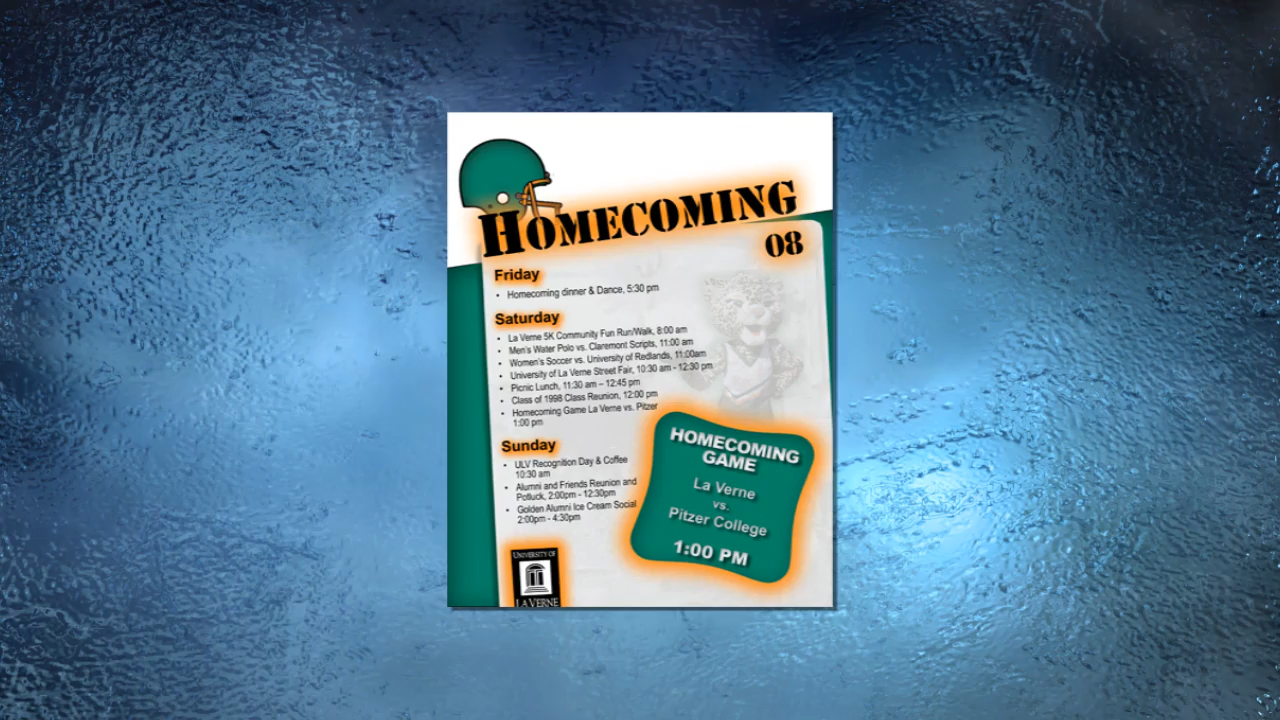 HOMECOMING
08
Friday
• Homecoming dinner & Dance, 5:30 pm
Saturday
• La Verne 5K Community Fun Run/Walk, 8:00 am
• Men's Water Polo vs. Claremont Scripts, 11:00 am
• Women's Soccer vs. University of Redlands, 11:00am
• University of La Verne Street Fair, 10:30 am - 12:30 pm
• Picnic Lunch, 11:30 am – 12:45 pm
• Class of 1998 Class Reunion, 12:00 pm
• Homecoming Game La Verne vs. Pitzer
1:00 pm
Sunday
• ULV Recognition Day & Coffee
10:30 am
• Alumni and Friends Reunion and
Potluck, 2:00pm - 12:30pm
• Golden Alumni Ice Cream Social
2:00pm - 4:30pm
HOMECOMING
GAME
La Verne
vs.
Pitzer College
1:00 PM
UNIVERSITY OF
LA VERNE